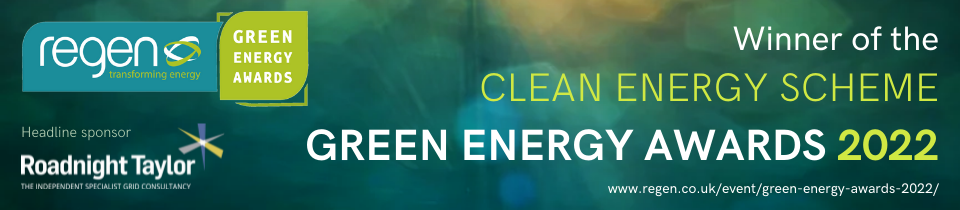 regen
transforming energy
GREEN
ENERGY
AWARDS
Headline sponsor
Roadnight Taylor
THE INDEPENDENT SPECIALIST GRID CONSULTANCY
Winner of the
CLEAN ENERGY SCHEME
GREEN ENERGY AWARDS 2022
www.regen.co.uk/event/green-energy-awards-2022/